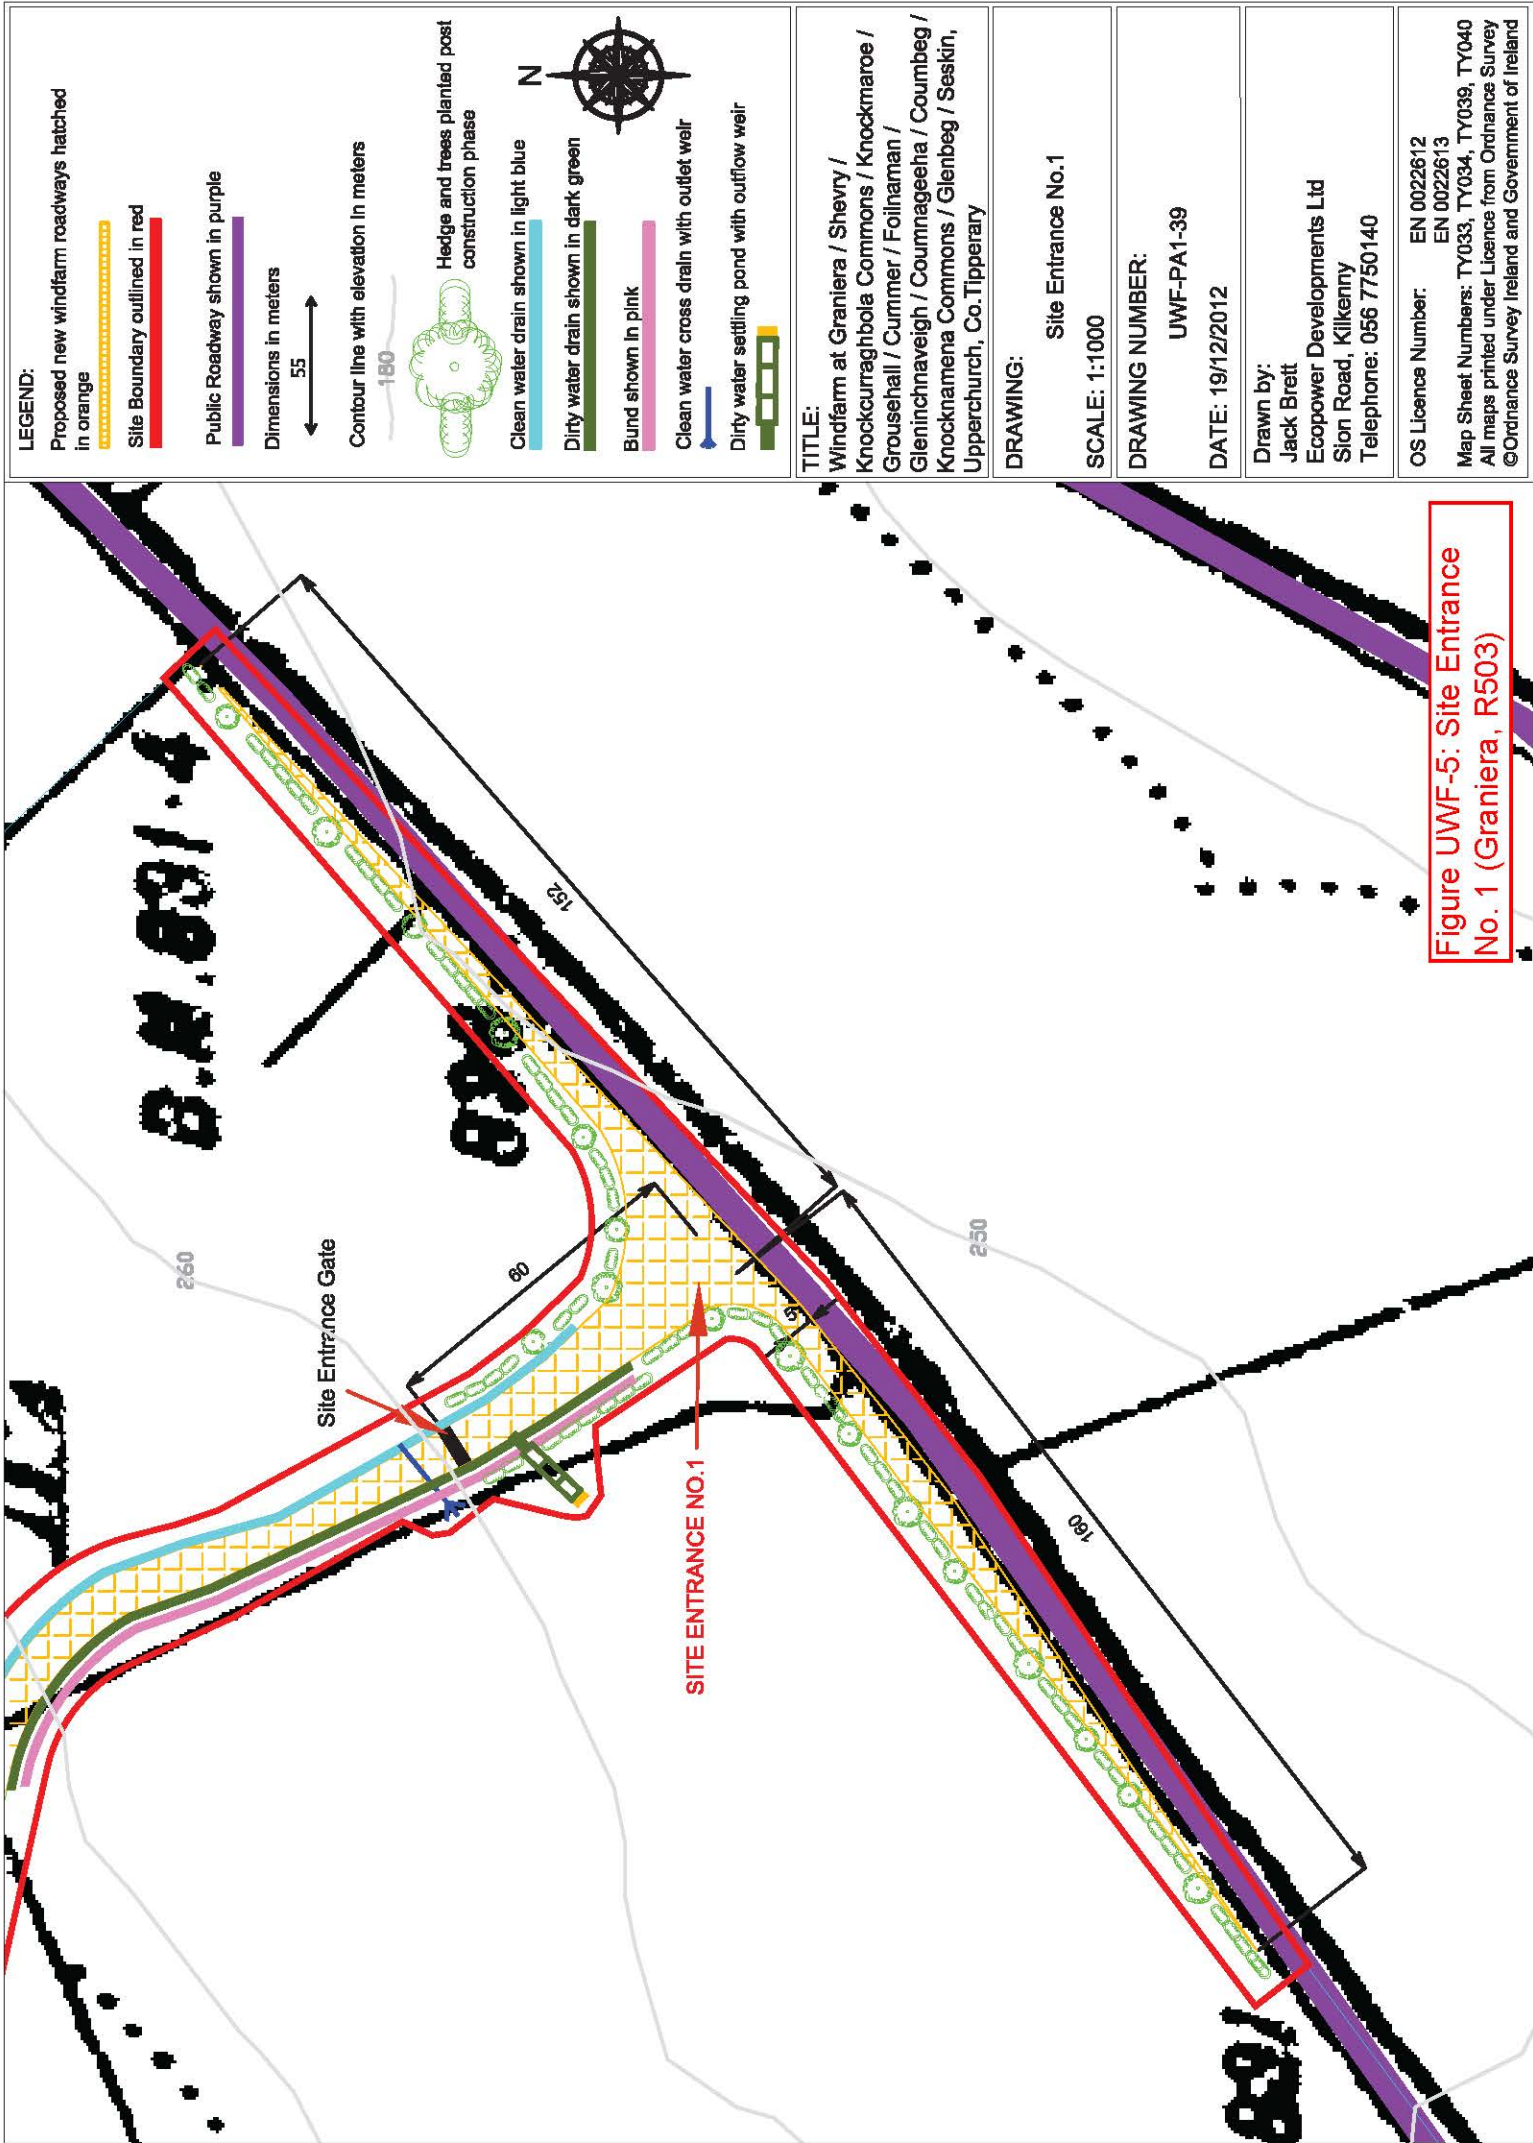 LEGEND:
Proposed new windfarm roadways hatched
in orange
Site Boundary outlined in red
Public Roadway shown in purple
Dimensions in meters
55
Contour line with elevation in meters
180
Hedge and trees planted post
construction phase
N
Clean water drain shown in light blue
Dirty water drain shown in dark green
Bund shown in pink
Clean water cross drain with outlet weir
Dirty water settling pond with outflow weir
TITLE:
Windfarm at Graniera / Shevry /
Knockcurraghbola Commons / Knockmaroe /
Grousehall / Cummer / Foilnaman /
Gleninchnaveigh / Coumnageeha / Coumbeg /
Knocknamena Commons / Glenbeg / Seskin,
Upperchurch, Co.Tipperary
DRAWING:
Site Entrance No.1
SCALE: 1:1000
DRAWING NUMBER:
UWF-PA1-39
DATE: 19/12/2012
Drawn by:
Jack Brett
Ecopower Developments Ltd
Sion Road, Kilkenny
Telephone: 056 7750140
OS Licence Number: EN 0022612
EN 0022613
Map Sheet Numbers: TY033, TY034, TY039, TY040
All maps printed under Licence from Ordnance Survey
©Ordnance Survey Ireland and Government of Ireland
260
Site Entrance Gate
60
152
SITE ENTRANCE NO.1
5
250
160
891
Figure UWF-5: Site Entrance
No. 1 (Graniera, R503)